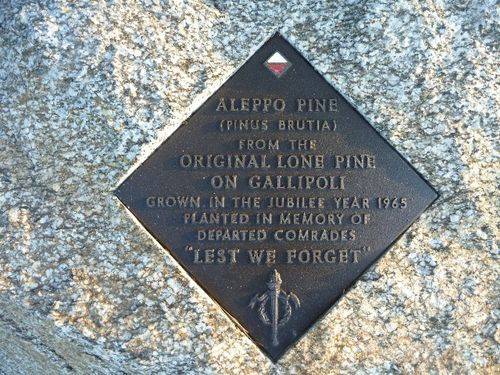 ALEPPO PINE
(PINUS BRUTIA)
FROM THE
ORIGINAL LONE PINE
ON GALLIPOLI
GROWN IN THE JUBILEE YEAR 1965
PLANTED IN MEMORY OF
DEPARTED COMRADES
"LEST WE FORGET"